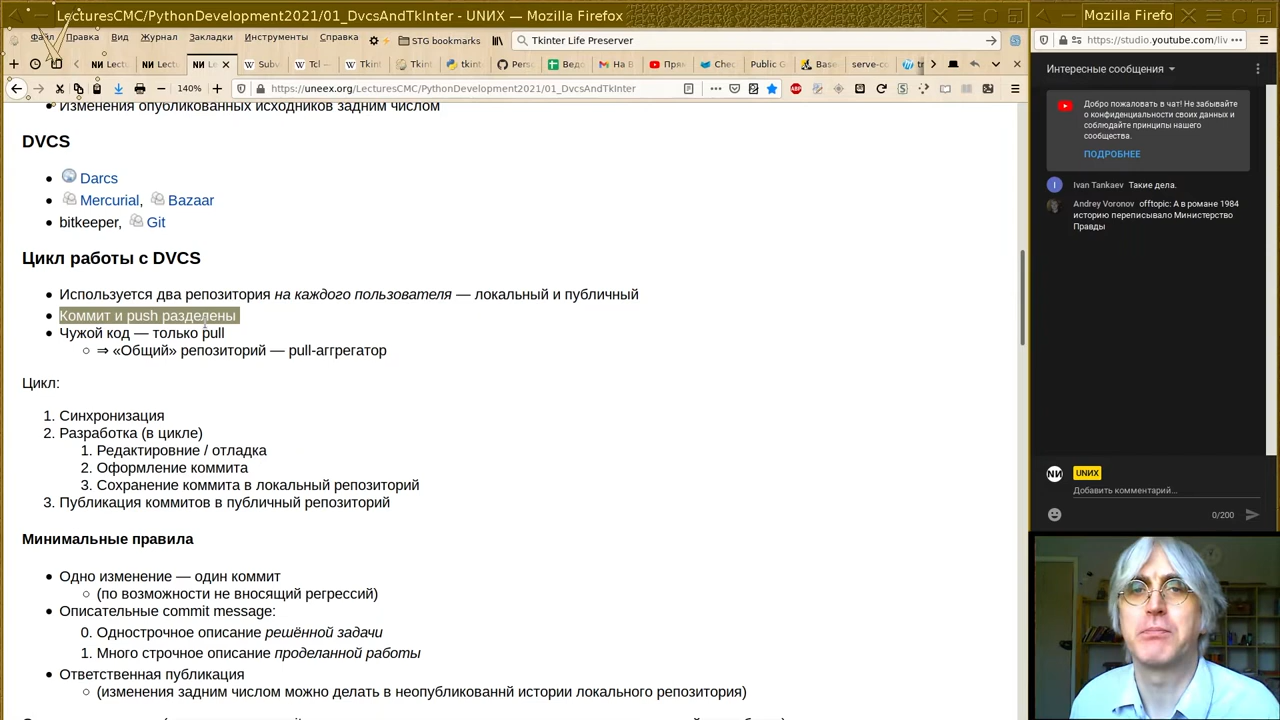 LecturesCMC/PythonDevelopment2021/01_DvcsAndTkInter - UNИX — Mozilla Firefox
Файл Правка Вид Журнал Закладки Инструменты Справка STG bookmarks Tkinter Life Preserver
140% https://uneex.org/LecturesCMC/PythonDevelopment2021/01_DvcsAndTkInter
Изменения опубликованных исходников задним числом
DVCS
Darcs
Mercurial, Bazaar
bitkeeper, Git
Цикл работы с DVCS
Используется два репозитория на каждого пользователя — локальный и публичный
Коммит и push разделены
Чужой код — только pull
⇒ «Общий» репозиторий — pull-аггрегатор
Цикл:
1. Синхронизация
2. Разработка (в цикле)
1. Редактировние / отладка
2. Оформление коммита
3. Сохранение коммита в локальный репозиторий
3. Публикация коммитов в публичный репозиторий
Минимальные правила
Одно изменение — один коммит
(по возможности не вносящий регрессий)
Описательные commit message:
0. Однострочное описание решённой задачи
1. Много строчное описание проделанной работы
Ответственная публикация
(изменения задним числом можно делать в неопубликованнй истории локального репозитория)
Mozilla Firefo
https://studio.youtube.com/liv
Интересные сообщения
Добро пожаловать в чат! Не забывайте
о конфиденциальности своих данных и
соблюдайте принципы нашего
сообщества.
ПОДРОБНЕЕ
Ivan Tankaev Такие дела.
Andrey Voronov offtopic: А в романе 1984
историю переписывало Министерство
Правды
UNИX
Добавить комментарий...
0/200